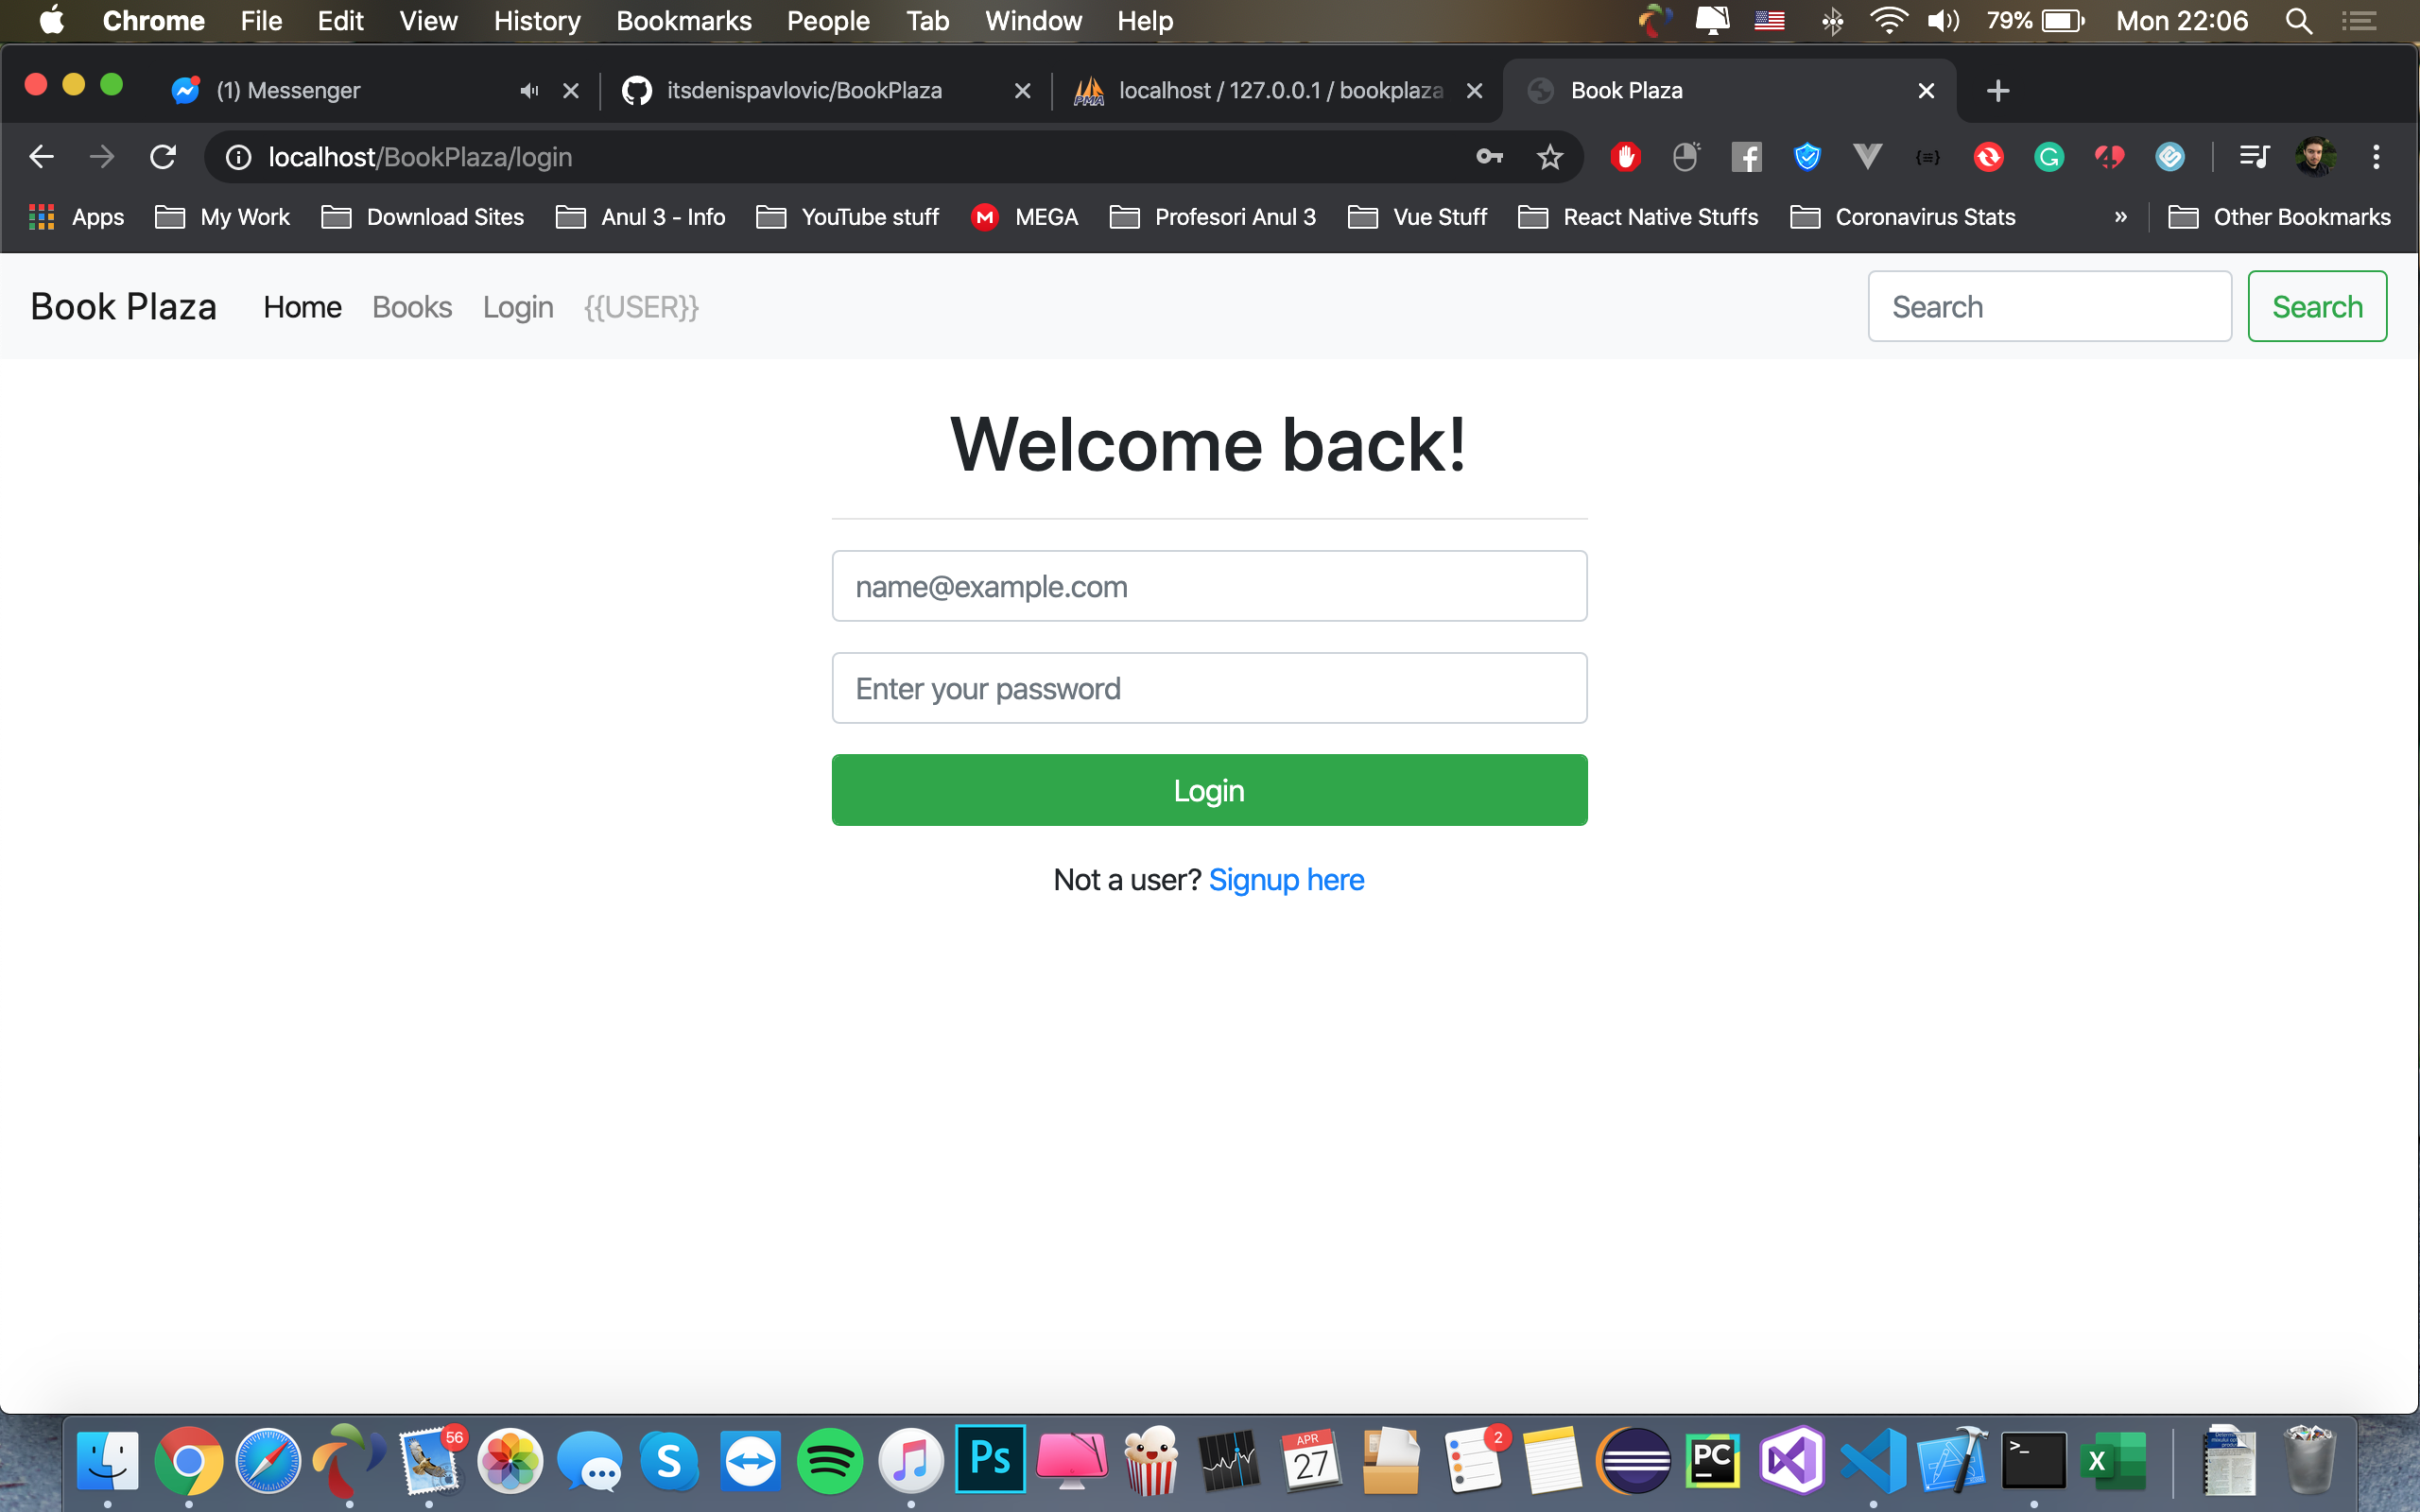 Chrome File Edit View History Bookmarks People Tab Window Help 79% Mon 22:06
(1) Messenger itsdenispavlovic/BookPlaza localhost / 127.0.0.1 / bookplaza Book Plaza
localhost/BookPlaza/login
Apps My Work Download Sites Anul 3 - Info YouTube stuff MEGA Profesori Anul 3 Vue Stuff React Native Stuffs Coronavirus Stats » Other Bookmarks
Book Plaza Home Books Login {{USER}} Search Search
Welcome back!
name@example.com
Enter your password
Login
Not a user? Signup here
56 S Ps APR 27 2 PC >_ X